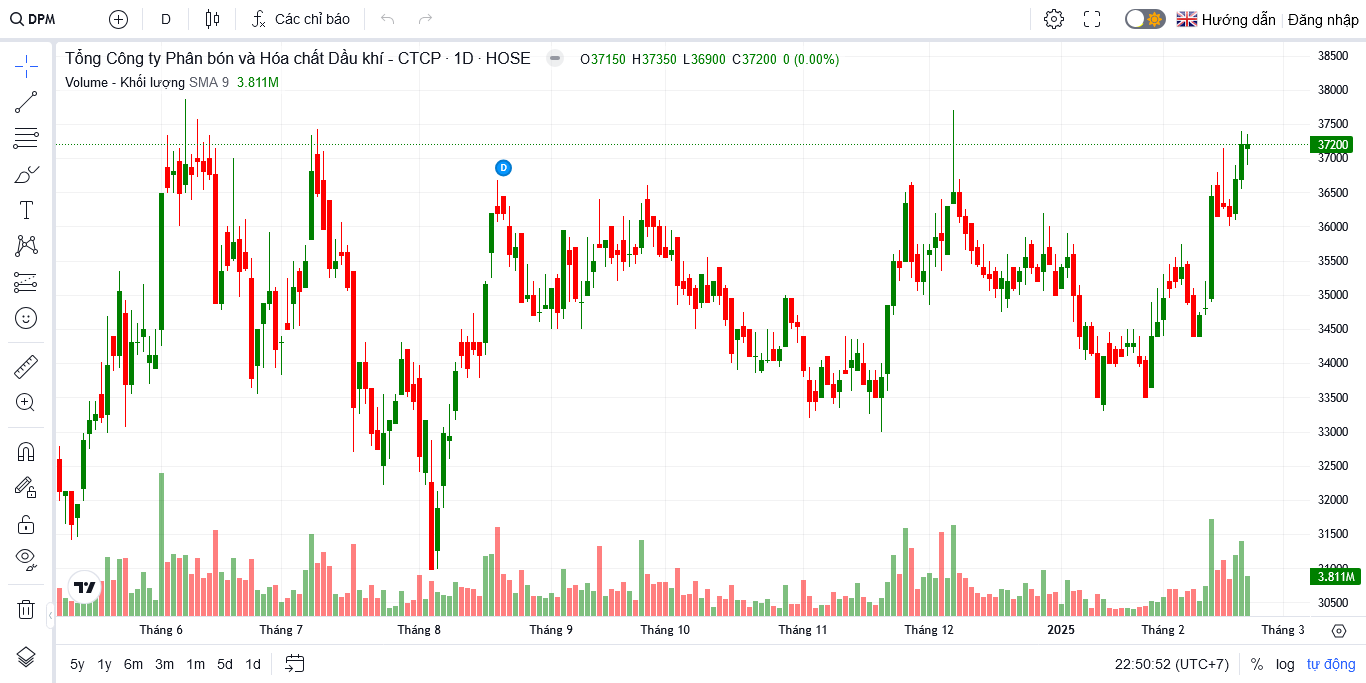 DPM
D
Các chỉ báo
Hướng dẫn
Đăng nhập
Tổng Công ty Phân bón và Hóa chất Dầu khí - CTCP · 1D · HOSE
O37150 H37350 L36900 C37200 0 (0.00%)
Volume - Khối lượng SMA 9 3.811M
D
38500
38000
37500
37200
37000
36500
36000
35500
35000
34500
34000
33500
33000
32500
32000
31500
31000
3.811M
30500
Tháng 6
Tháng 7
Tháng 8
Tháng 9
Tháng 10
Tháng 11
Tháng 12
2025
Tháng 2
Tháng 3
5y 1y 6m 3m 1m 5d 1d
22:50:52 (UTC+7)
% log tự động